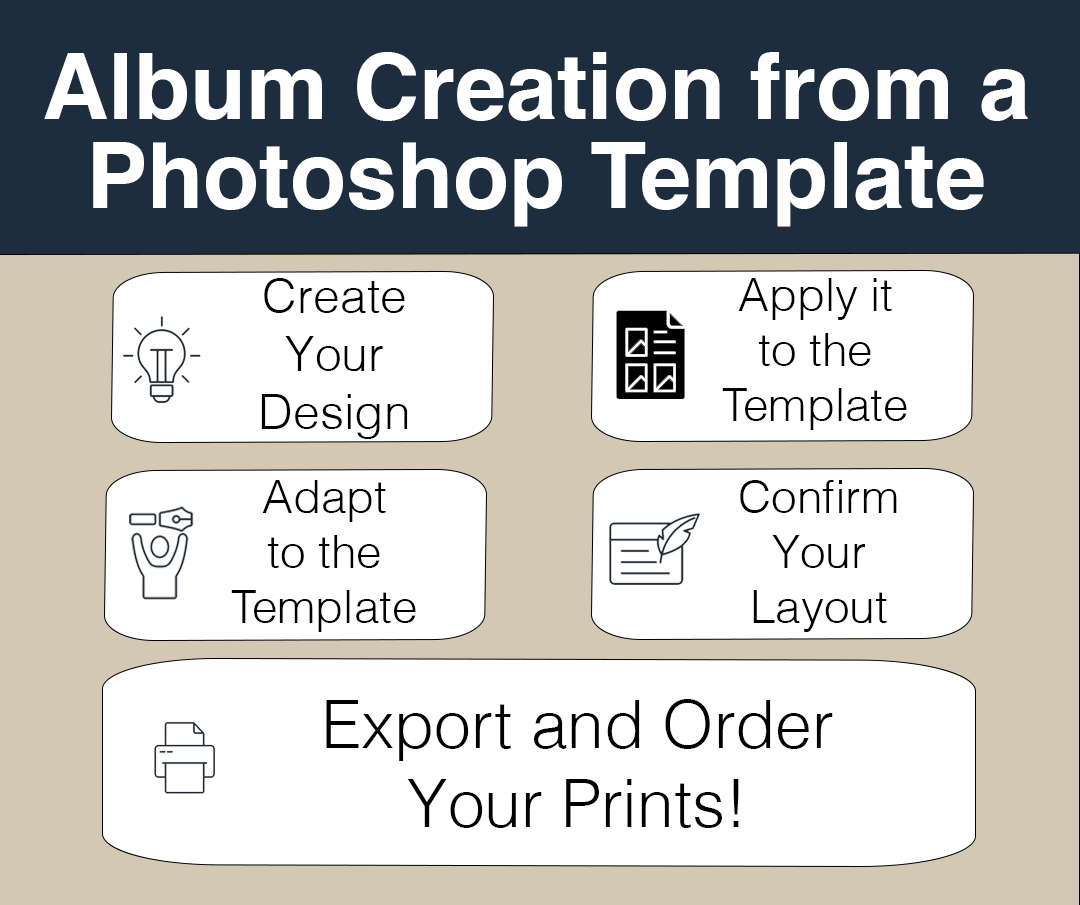 Album Creation from a
Photoshop Template
Create
Your
Design
Apply it
to the
Template
Adapt
to the
Template
Confirm
Your
Layout
Export and Order
Your Prints!